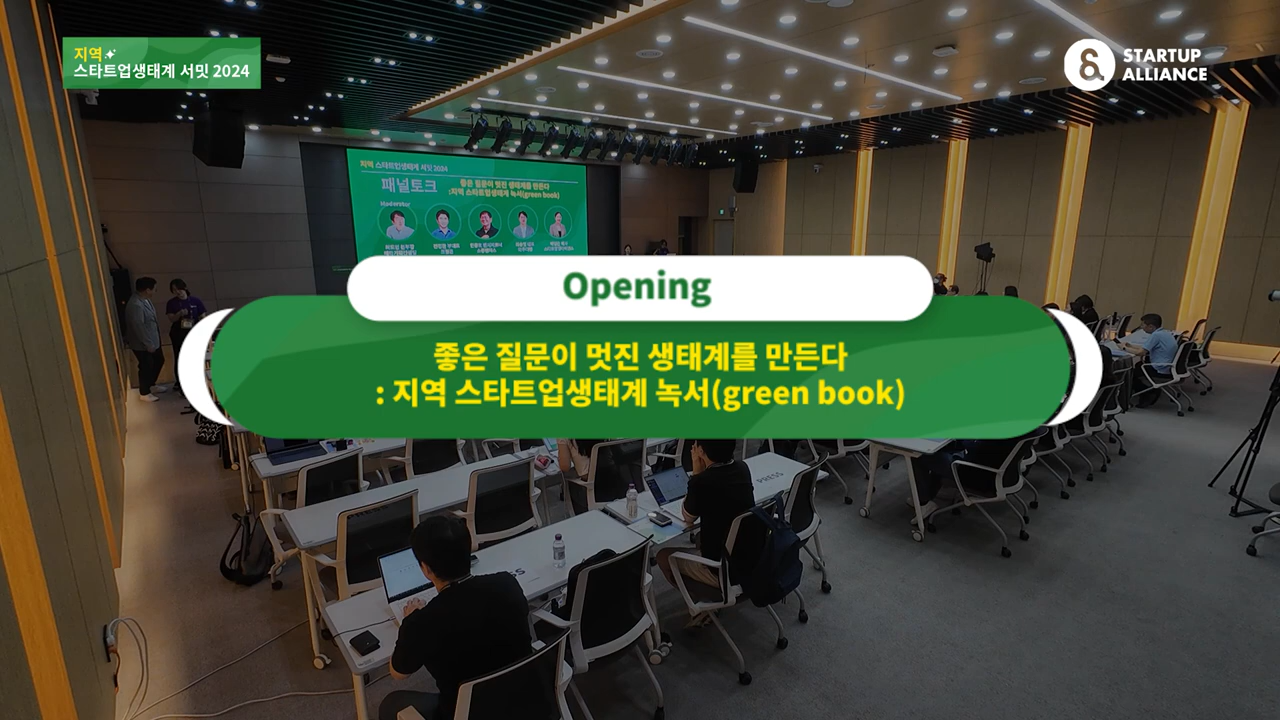 지역
스타트업생태계 서밋 2024
STARTUP
ALLIANCE
지역 스타트업생태계 서밋 2024
패널토크
좋은 질문이 멋진 생태계를 만든다
:지역 스타트업생태계 녹서(green book)
Opening
좋은 질문이 멋진 생태계를 만든다
: 지역 스타트업생태계 녹서(green book)
PRESS